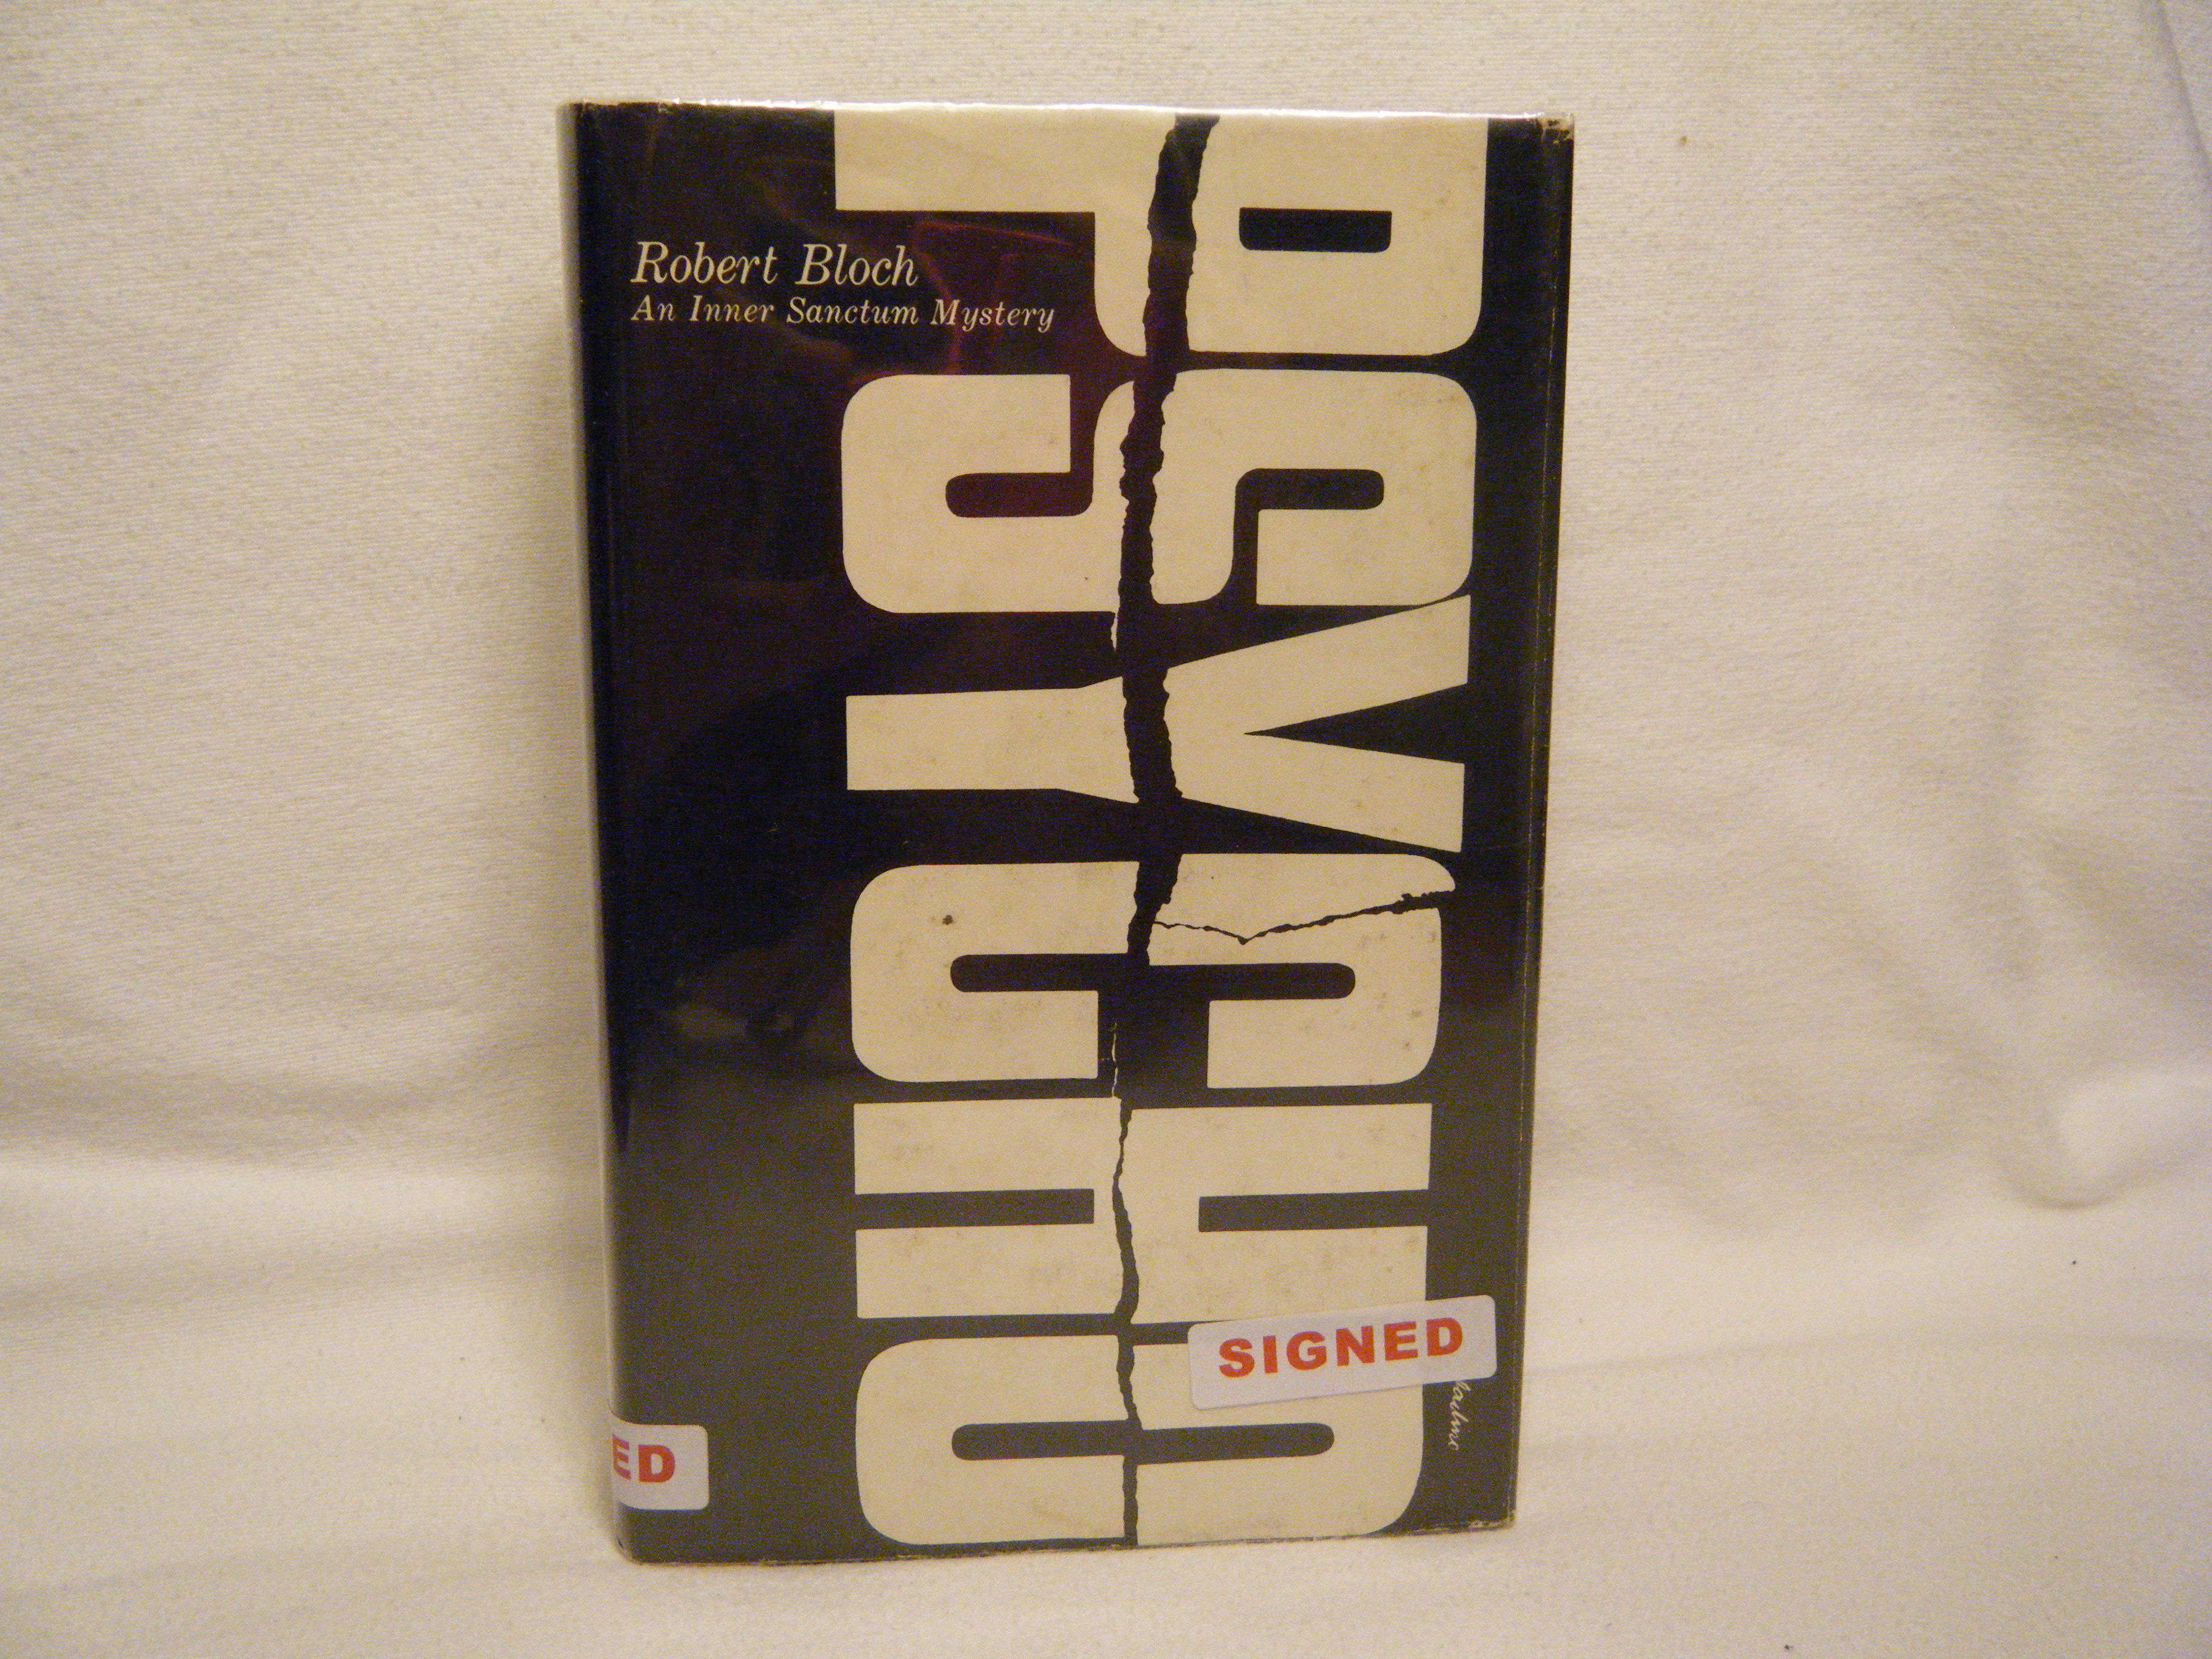 Robert Bloch
An Inner Sanctum Mystery
PSYCHO
SIGNED
ED